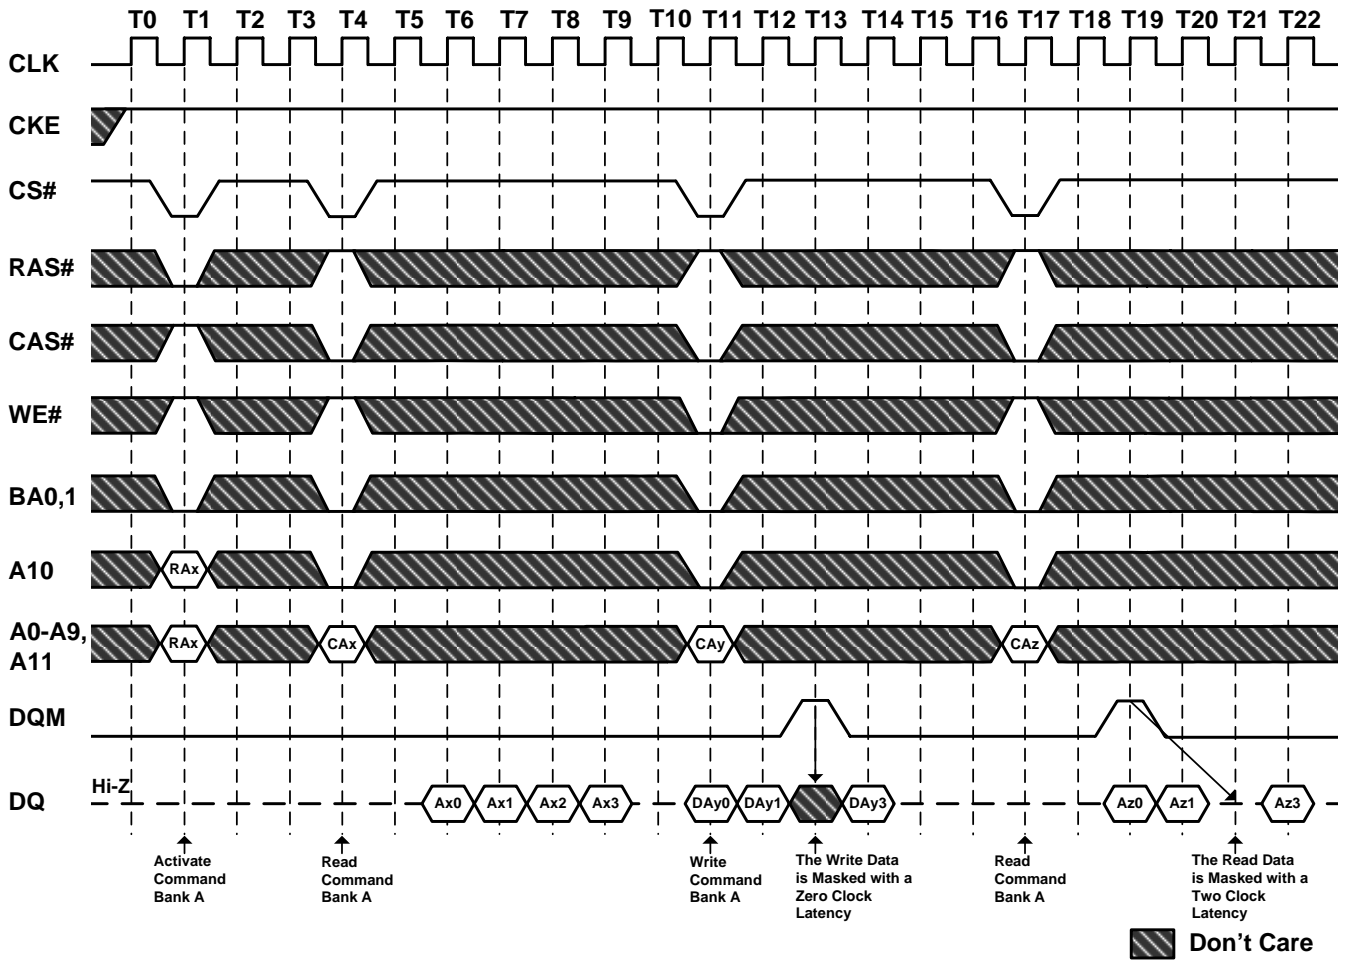 T0 T1 T2 T3 T4 T5 T6 T7 T8 T9 T10 T11 T12 T13 T14 T15 T16 T17 T18 T19 T20 T21 T22
CLK
CKE
CS#
RAS#
CAS#
WE#
BA0,1
A10
RAx
A0-A9,
A11
RAx CAx CAy CAz
DQM
Hi-Z
DQ
Ax0 Ax1 Ax2 Ax3 DAy0 DAy1 DAy3 Az0 Az1 Az3
Activate
Command
Bank A
Read
Command
Bank A
Write
Command
Bank A
The Write Data
is Masked with a
Zero Clock
Latency
Read
Command
Bank A
The Read Data
is Masked with a
Two Clock
Latency
Don't Care